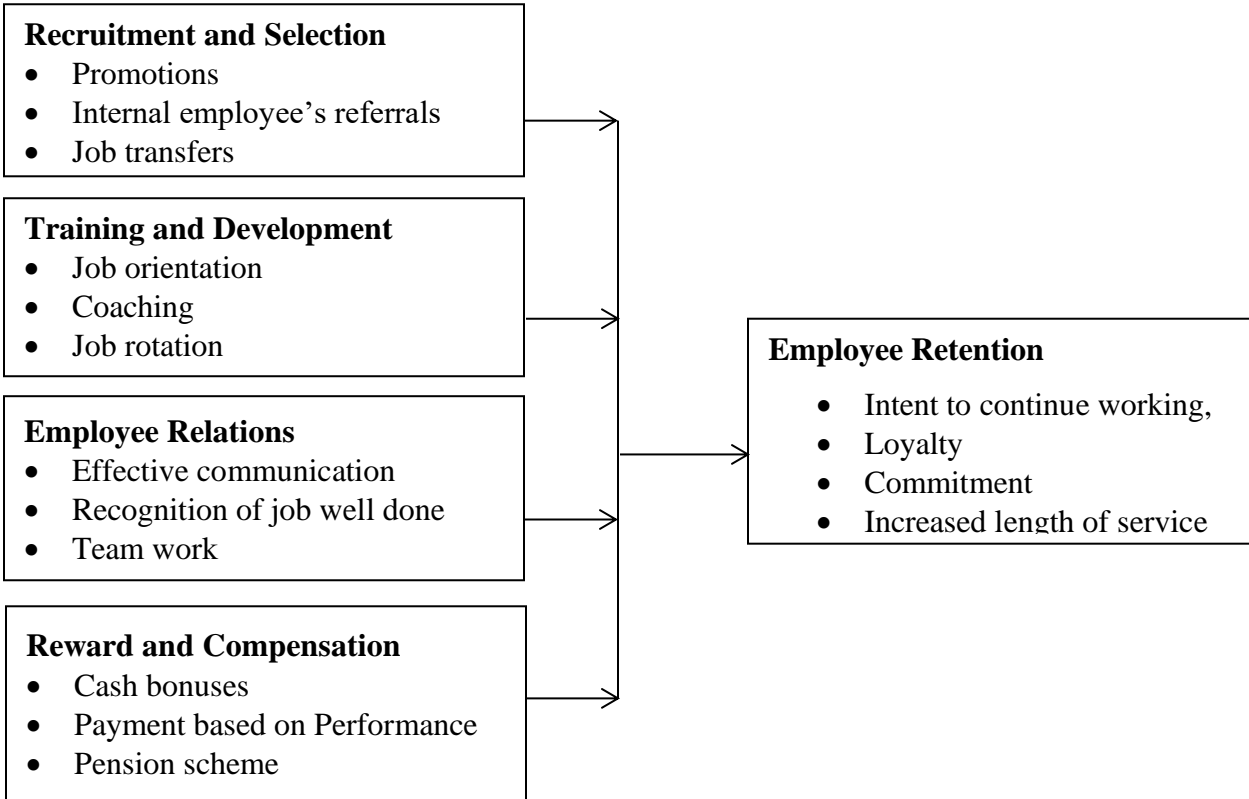 Recruitment and Selection
• Promotions
• Internal employee’s referrals
• Job transfers
Training and Development
• Job orientation
• Coaching
• Job rotation
Employee Relations
• Effective communication
• Recognition of job well done
• Team work
Reward and Compensation
• Cash bonuses
• Payment based on Performance
• Pension scheme
Employee Retention
• Intent to continue working,
• Loyalty
• Commitment
• Increased length of service